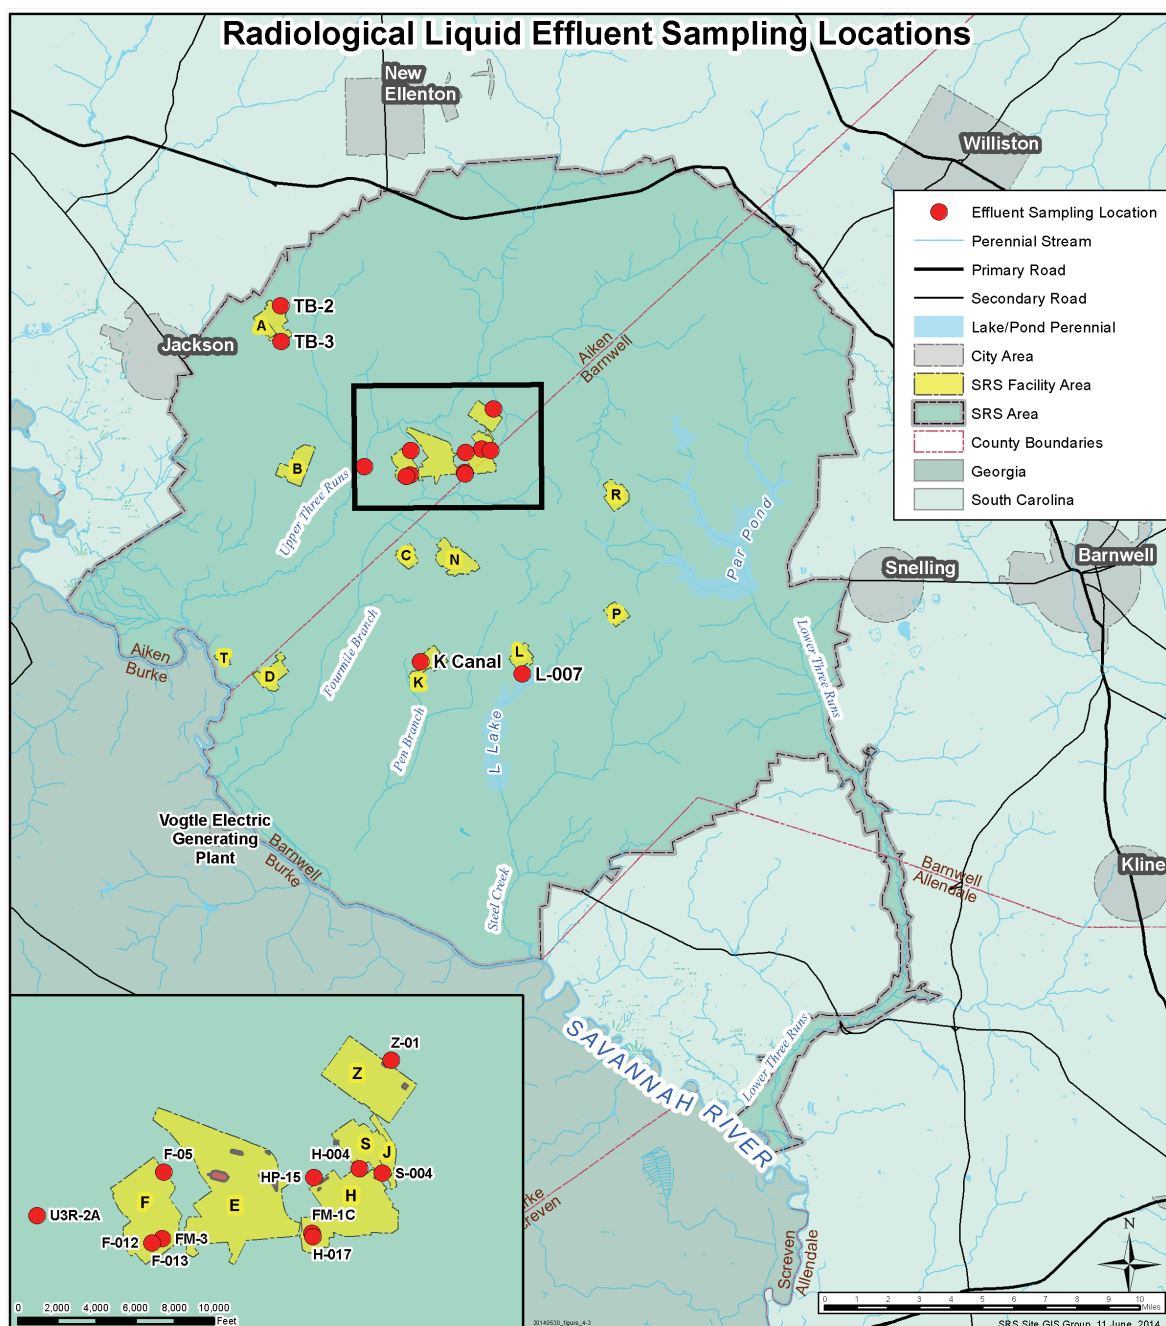 Radiological Liquid Effluent Sampling Locations
New
Ellenton
Williston
Effluent Sampling Location
Perennial Stream
Primary Road
Secondary Road
Lake/Pond Perennial
City Area
SRS Facility Area
SRS Area
County Boundaries
Georgia
South Carolina
TB-2
A
TB-3
Jackson
Aiken
Barnwell
B
Upper Three Runs
R
Par Pond
C
N
Snelling
Barnwell
P
Fourmile Branch
Lower Three Runs
Aiken
Burke
T
D
K Canal
K
L
L-007
Pen Branch
L Lake
Vogtle Electric
Generating
Plant
Barnwell
Burke
Steel Creek
Barnwell
Allendale
Kline
SAVANNAH RIVER
Lower Three Runs
Z-01
Z
H-004
S
J
F-05
HP-15
S-004
F
E
H
U3R-2A
FM-1C
F-012
FM-3
F-013
H-017
Screven
Allendale
N
0 2,000 4,000 6,000 8,000 10,000
Feet
0 1 2 3 4 5 6 7 8 9 10
Miles
20140530_figure_4-3
SRS Site GIS Group, 11 June, 2014